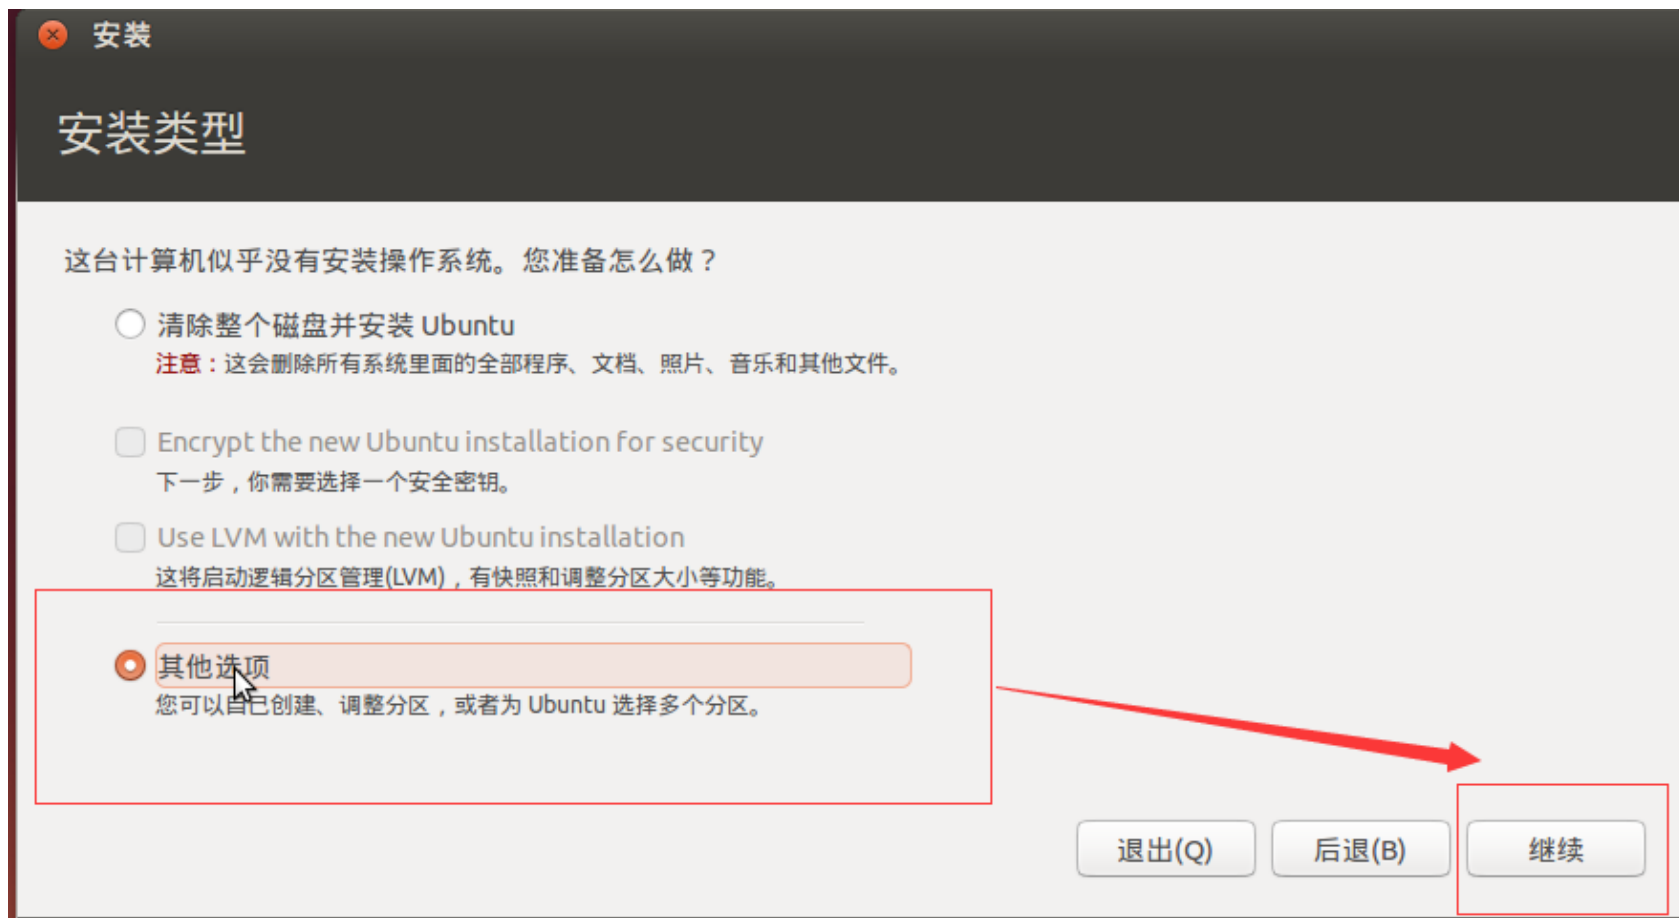 安装
安装类型
这台计算机似乎没有安装操作系统。您准备怎么做？
清除整个磁盘并安装 Ubuntu
注意：这会删除所有系统里面的全部程序、文档、照片、音乐和其他文件。
Encrypt the new Ubuntu installation for security
下一步，你需要选择一个安全密钥。
Use LVM with the new Ubuntu installation
这将启动逻辑分区管理(LVM)，有快照和调整分区大小等功能。
其他选项
您可以自己创建、调整分区，或者为 Ubuntu 选择多个分区。
退出(Q) 后退(B) 继续